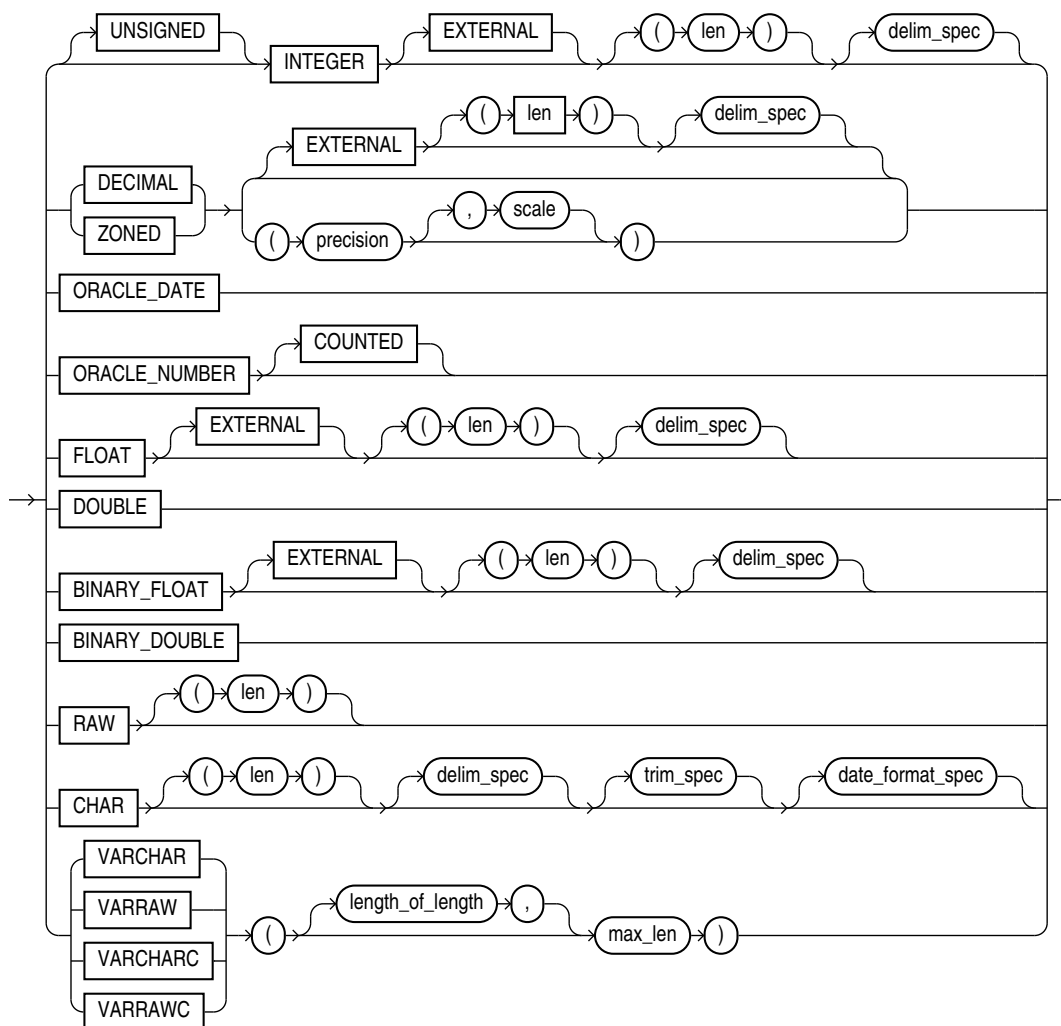 UNSIGNED INTEGER EXTERNAL ( len ) delim_spec
EXTERNAL ( len ) delim_spec
DECIMAL
ZONED
( precision , scale )
ORACLE_DATE
ORACLE_NUMBER COUNTED
FLOAT EXTERNAL ( len ) delim_spec
DOUBLE
BINARY_FLOAT EXTERNAL ( len ) delim_spec
BINARY_DOUBLE
RAW ( len )
CHAR ( len ) delim_spec trim_spec date_format_spec
VARCHAR
VARRAW
VARCHARC
VARRAWC
( length_of_length , max_len )